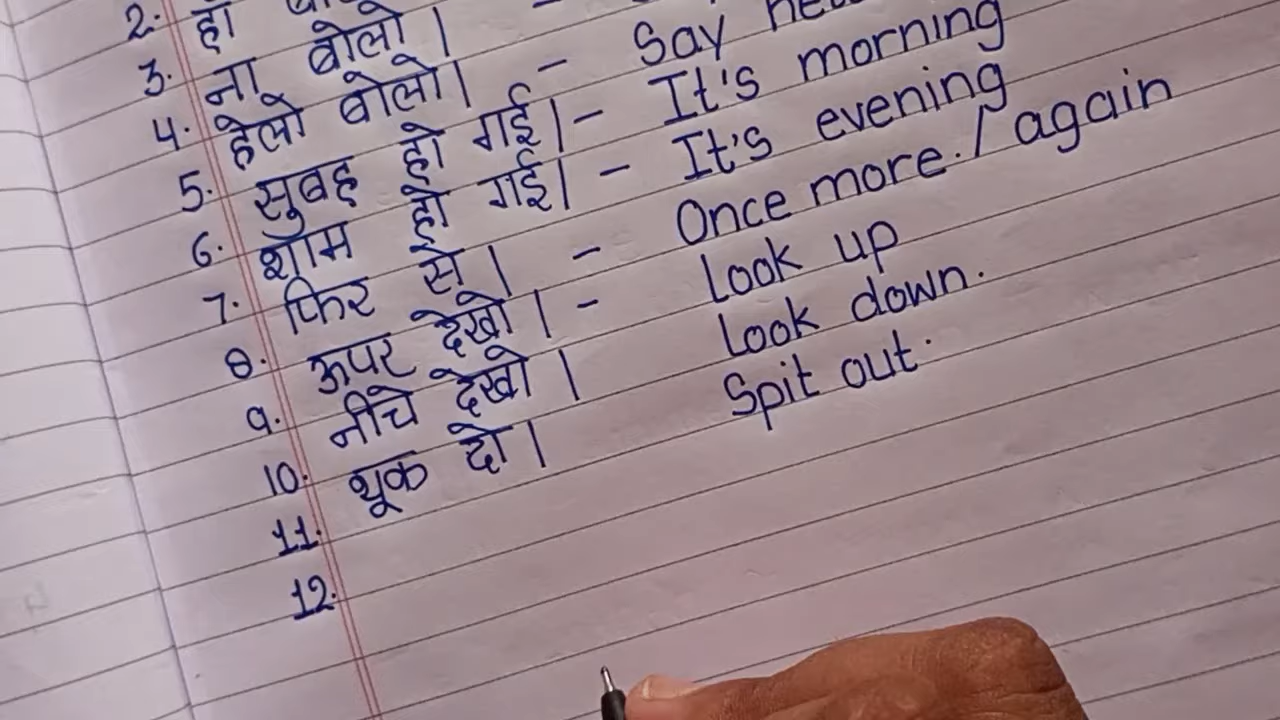 2. हाँ
3. ना बोलो। -
4. हेलो बोलो। - Say
5. सुबह हो गई। - It's morning
6. शाम हो गई। - It's evening
7. फिर से। - Once more. / again
8. ऊपर देखो। - Look up
9. नीचे देखो। Look down.
10. थूक दो। Spit out.
11.
12.